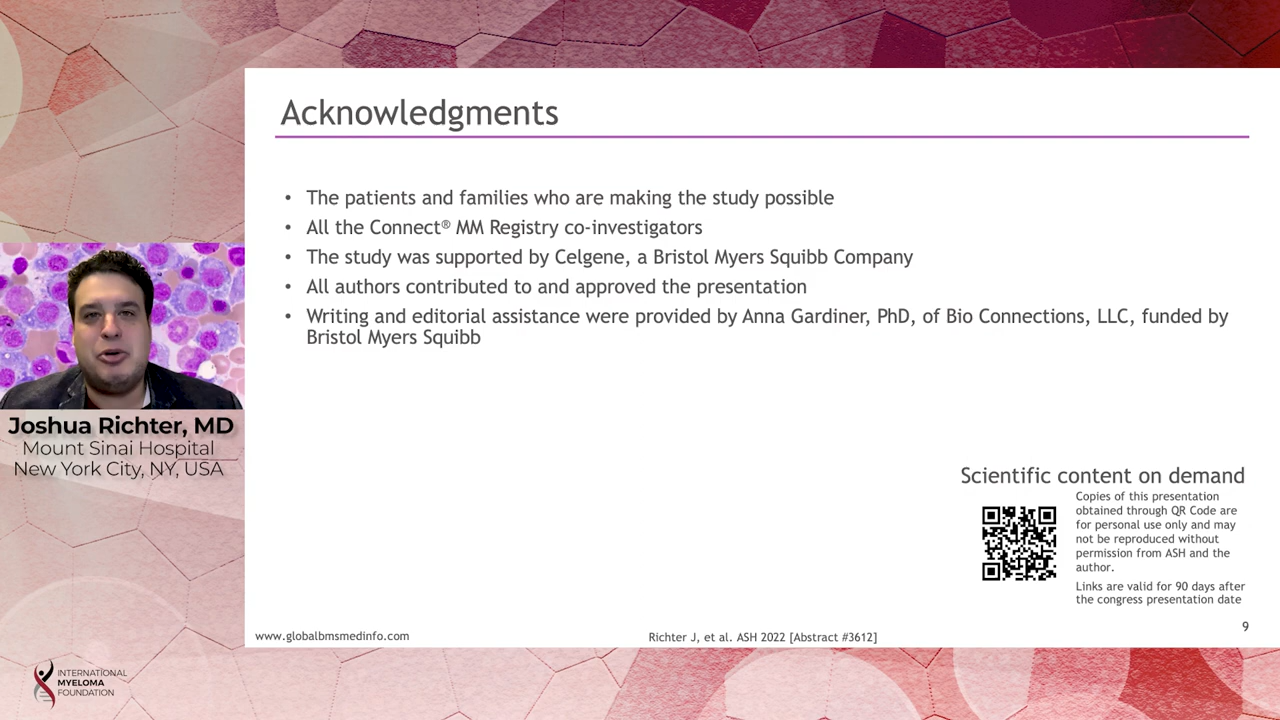 Acknowledgments
• The patients and families who are making the study possible
• All the Connect® MM Registry co-investigators
• The study was supported by Celgene, a Bristol Myers Squibb Company
• All authors contributed to and approved the presentation
• Writing and editorial assistance were provided by Anna Gardiner, PhD, of Bio Connections, LLC, funded by
Bristol Myers Squibb
Joshua Richter, MD
Mount Sinai Hospital
New York City, NY, USA
Scientific content on demand
Copies of this presentation
obtained through QR Code are
for personal use only and may
not be reproduced without
permission from ASH and the
author.
Links are valid for 90 days after
the congress presentation date
9
www.globalbmsmedinfo.com
Richter J, et al. ASH 2022 [Abstract #3612]
INTERNATIONAL
MYELOMA
FOUNDATION